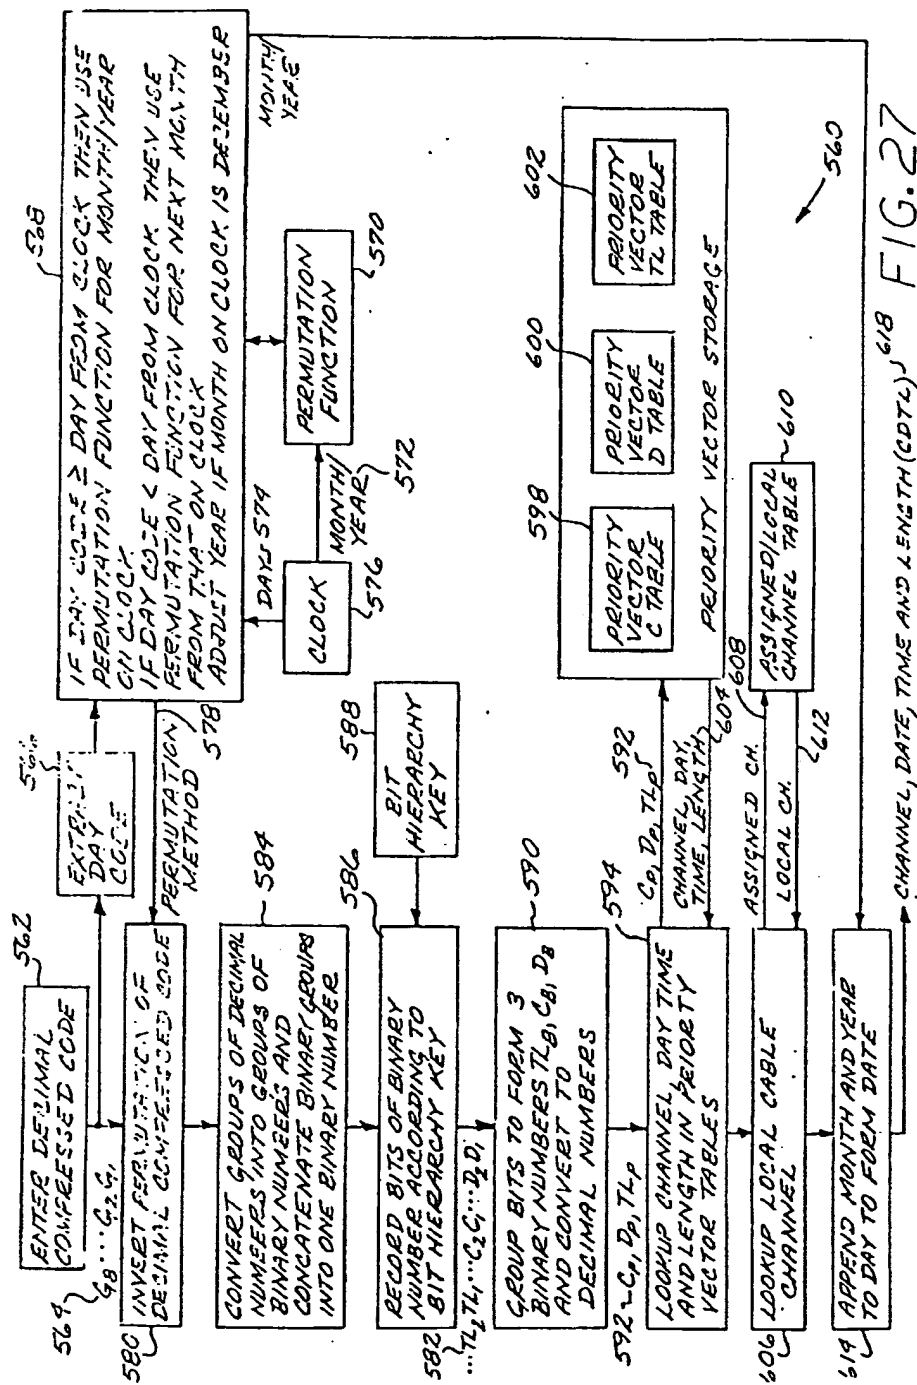 562
ENTER DECIMAL
COMPRESSED CODE
564
G8 ... G2 G1
EXTRACT
DAY
CODE
568
IF DAY CODE ≥ DAY FROM CLOCK THEN USE
PERMUTATION FUNCTION FOR MONTH/YEAR
ON CLOCK
IF DAY CODE < DAY FROM CLOCK THEN USE
PERMUTATION FUNCTION FOR NEXT MONTH
FROM THAT ON CLOCK
ADJUST YEAR IF MONTH ON CLOCK IS DECEMBER
MONTH/
YEAR
DAYS 574
CLOCK
576
MONTH/
YEAR
572
PERMUTATION
FUNCTION
570
578
PERMUTATION
METHOD
580
INVERT PERMUTATION OF
DECIMAL COMPRESSED CODE
584
CONVERT GROUPS OF DECIMAL
NUMBERS INTO GROUPS OF
BINARY NUMBERS AND
CONCATENATE BINARY GROUPS
INTO ONE BINARY NUMBER
586
RECORD BITS OF BINARY
NUMBER ACCORDING TO
BIT HIERARCHY KEY
588
BIT
HIERARCHY
KEY
582
...TL2 TL1 ... C2 C1 ... D2 D1
590
GROUP BITS TO FORM 3
BINARY NUMBERS TLB, CB, DB
AND CONVERT TO
DECIMAL NUMBERS
592 CP, DP, TLP
594
LOOKUP CHANNEL, DAY TIME
AND LENGTH IN PRIORITY
VECTOR TABLES
CP, DP, TLP
592
CHANNEL, DAY,
TIME, LENGTH
604
598
PRIORITY
VECTOR
C TABLE
600
PRIORITY
VECTOR
D TABLE
602
PRIORITY
VECTOR
TL TABLE
PRIORITY VECTOR STORAGE
606
LOOKUP LOCAL CABLE
CHANNEL
ASSIGNED CH.
608
LOCAL CH.
612
ASSIGNED/LOCAL
CHANNEL TABLE
610
614
APPEND MONTH AND YEAR
TO DAY TO FORM DATE
CHANNEL, DATE, TIME AND LENGTH (CDTL)
618
560
FIG. 27